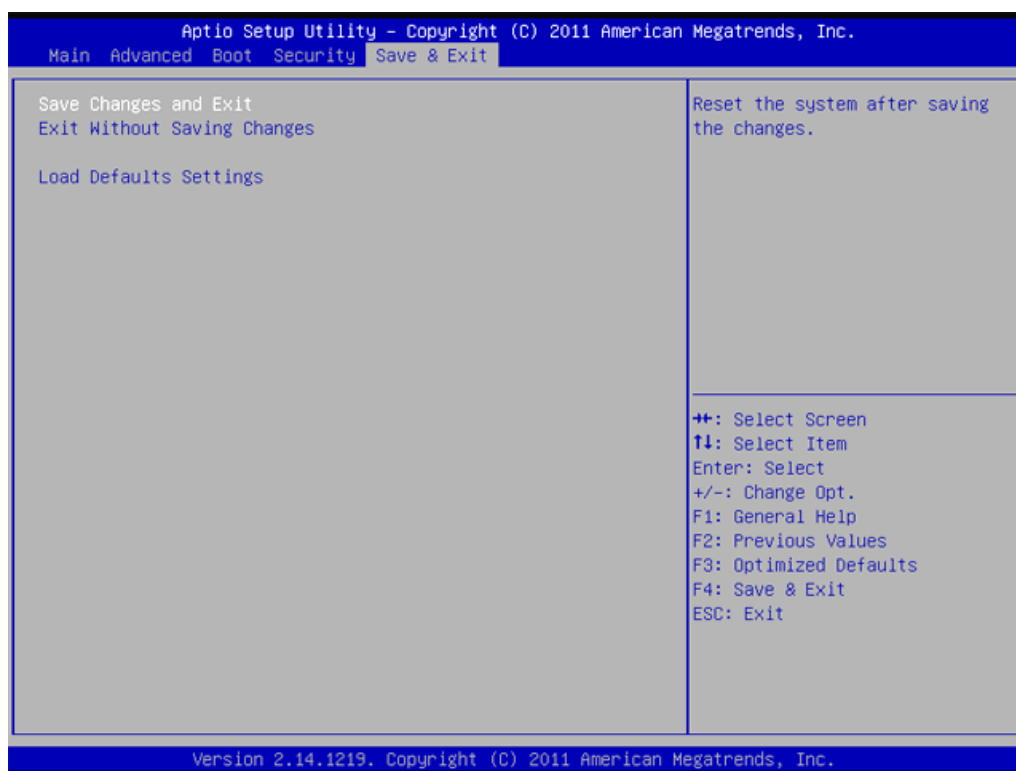 Aptio Setup Utility – Copyright (C) 2011 American Megatrends, Inc.
Main Advanced Boot Security Save & Exit
Save Changes and Exit
Exit Without Saving Changes
Load Defaults Settings
Reset the system after saving
the changes.
→←: Select Screen
↑↓: Select Item
Enter: Select
+/-: Change Opt.
F1: General Help
F2: Previous Values
F3: Optimized Defaults
F4: Save & Exit
ESC: Exit
Version 2.14.1219. Copyright (C) 2011 American Megatrends, Inc.